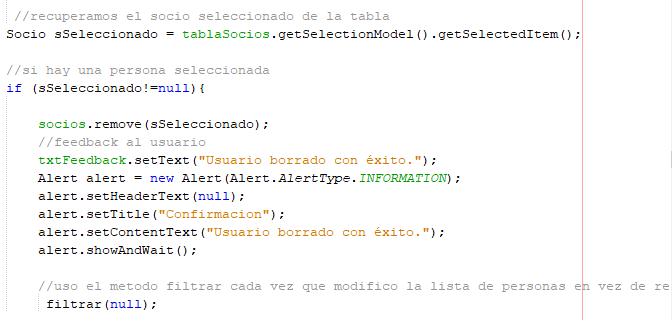 //recuperamos el socio seleccionado de la tabla
Socio sSeleccionado = tablaSocios.getSelectionModel().getSelectedItem();
//si hay una persona seleccionada
if (sSeleccionado!=null){
socios.remove(sSeleccionado);
//feedback al usuario
txtFeedback.setText("Usuario borrado con éxito.");
Alert alert = new Alert(Alert.AlertType.INFORMATION);
alert.setHeaderText(null);
alert.setTitle("Confirmacion");
alert.setContentText("Usuario borrado con éxito.");
alert.showAndWait();
//uso el metodo filtrar cada vez que modifico la lista de personas en vez de re
filtrar(null);